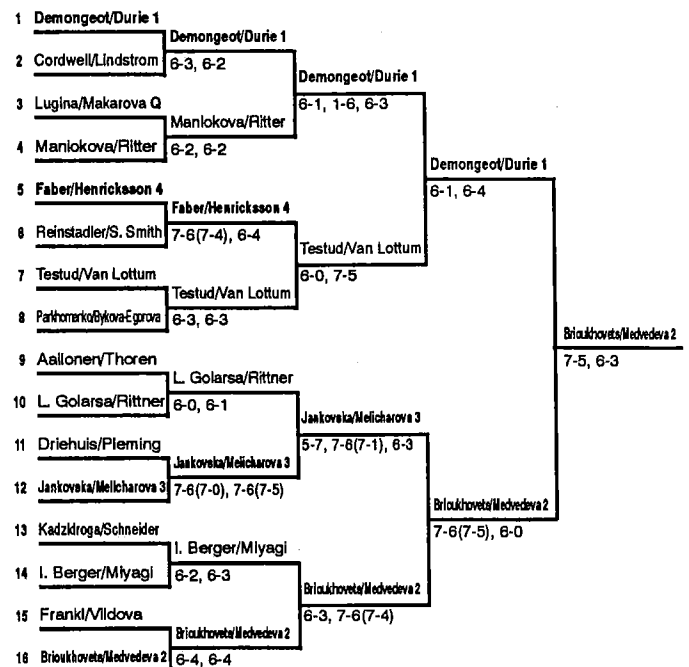 1 Demongeot/Durie 1
Demongeot/Durie 1
2 Cordwell/Lindstrom
6-3, 6-2
Demongeot/Durie 1
6-1, 1-6, 6-3
3 Lugina/Makarova Q
Maniokova/Ritter
4 Maniokova/Ritter
6-2, 6-2
Demongeot/Durie 1
6-1, 6-4
5 Faber/Henricksson 4
Faber/Henricksson 4
6 Reinstadler/S. Smith
7-6(7-4), 6-4
Testud/Van Lottum
6-0, 7-5
7 Testud/Van Lottum
Testud/Van Lottum
8 Parkhomenko/Bykova-Egorova
6-3, 6-3
Brioukhovets/Medvedeva 2
7-5, 6-3
9 Aallonen/Thoren
L. Golarsa/Rittner
10 L. Golarsa/Rittner
6-0, 6-1
Jankovska/Melicharova 3
5-7, 7-6(7-1), 6-3
11 Driehuis/Pleming
Jankovska/Melicharova 3
12 Jankovska/Melicharova 3
7-6(7-0), 7-6(7-5)
Brioukhovets/Medvedeva 2
7-6(7-5), 6-0
13 Kadzidroga/Schneider
I. Berger/Miyagi
14 I. Berger/Miyagi
6-2, 6-3
Brioukhovets/Medvedeva 2
6-3, 7-6(7-4)
15 Frankl/Vildova
Brioukhovets/Medvedeva 2
16 Brioukhovets/Medvedeva 2
6-4, 6-4